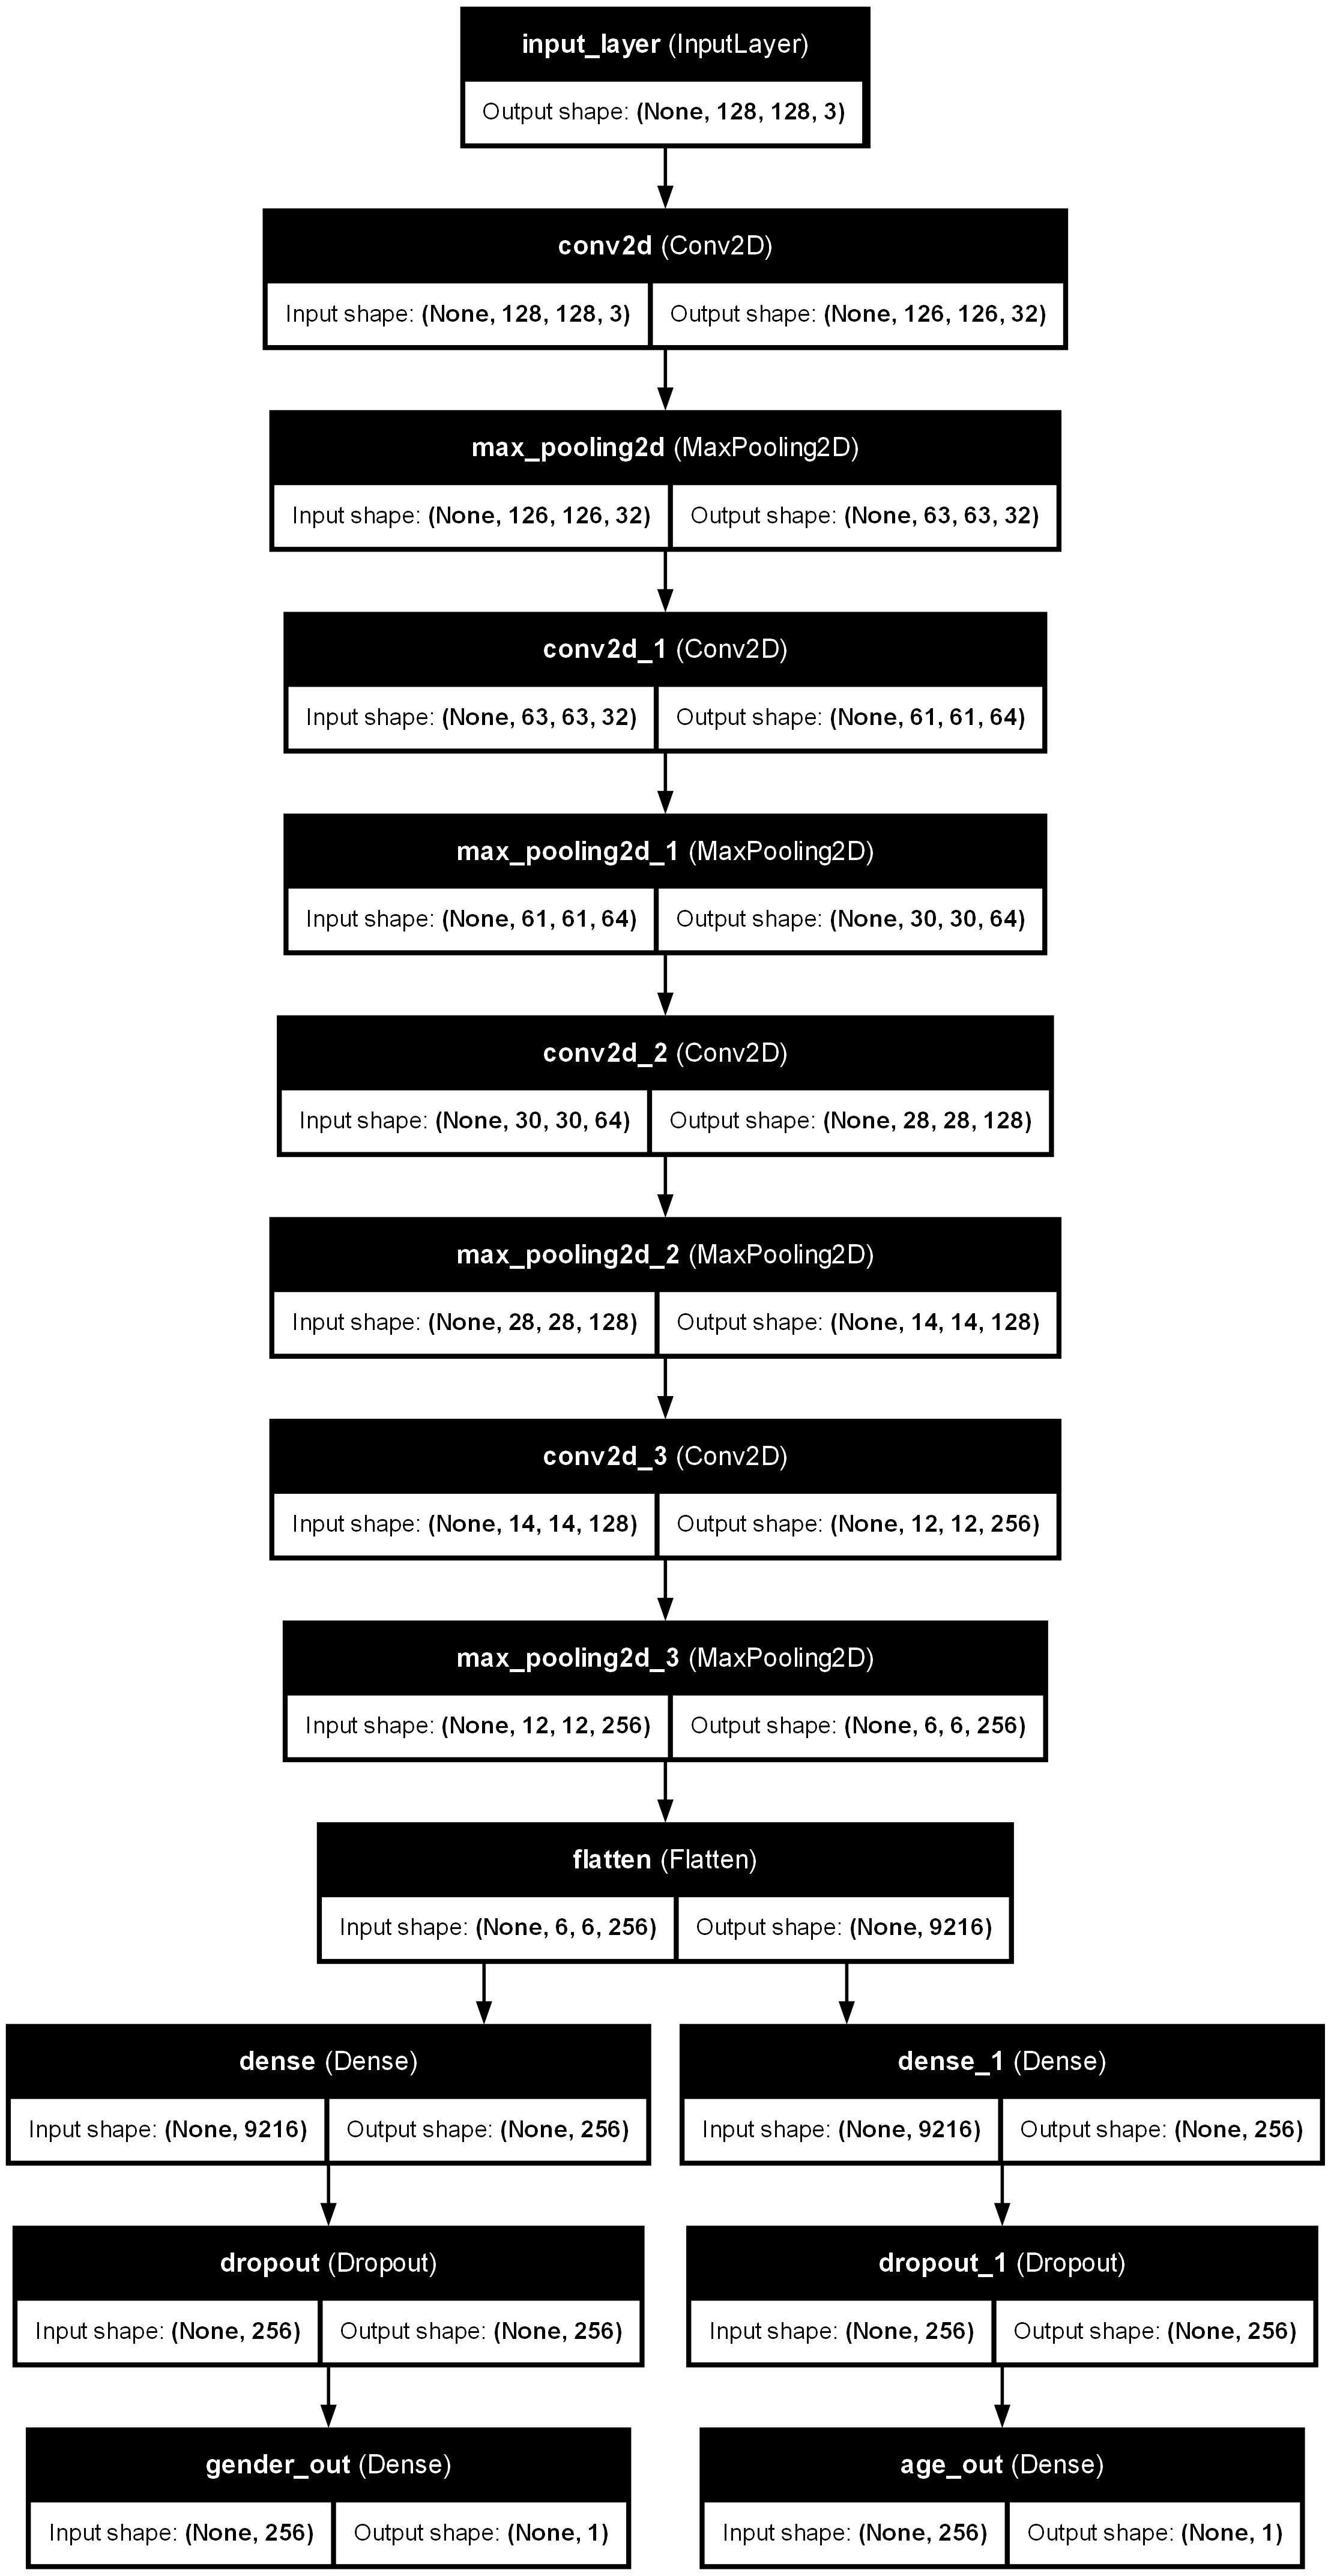 input_layer (InputLayer)
Output shape: (None, 128, 128, 3)
conv2d (Conv2D)
Input shape: (None, 128, 128, 3) Output shape: (None, 126, 126, 32)
max_pooling2d (MaxPooling2D)
Input shape: (None, 126, 126, 32) Output shape: (None, 63, 63, 32)
conv2d_1 (Conv2D)
Input shape: (None, 63, 63, 32) Output shape: (None, 61, 61, 64)
max_pooling2d_1 (MaxPooling2D)
Input shape: (None, 61, 61, 64) Output shape: (None, 30, 30, 64)
conv2d_2 (Conv2D)
Input shape: (None, 30, 30, 64) Output shape: (None, 28, 28, 128)
max_pooling2d_2 (MaxPooling2D)
Input shape: (None, 28, 28, 128) Output shape: (None, 14, 14, 128)
conv2d_3 (Conv2D)
Input shape: (None, 14, 14, 128) Output shape: (None, 12, 12, 256)
max_pooling2d_3 (MaxPooling2D)
Input shape: (None, 12, 12, 256) Output shape: (None, 6, 6, 256)
flatten (Flatten)
Input shape: (None, 6, 6, 256) Output shape: (None, 9216)
dense (Dense)
Input shape: (None, 9216) Output shape: (None, 256)
dense_1 (Dense)
Input shape: (None, 9216) Output shape: (None, 256)
dropout (Dropout)
Input shape: (None, 256) Output shape: (None, 256)
dropout_1 (Dropout)
Input shape: (None, 256) Output shape: (None, 256)
gender_out (Dense)
Input shape: (None, 256) Output shape: (None, 1)
age_out (Dense)
Input shape: (None, 256) Output shape: (None, 1)